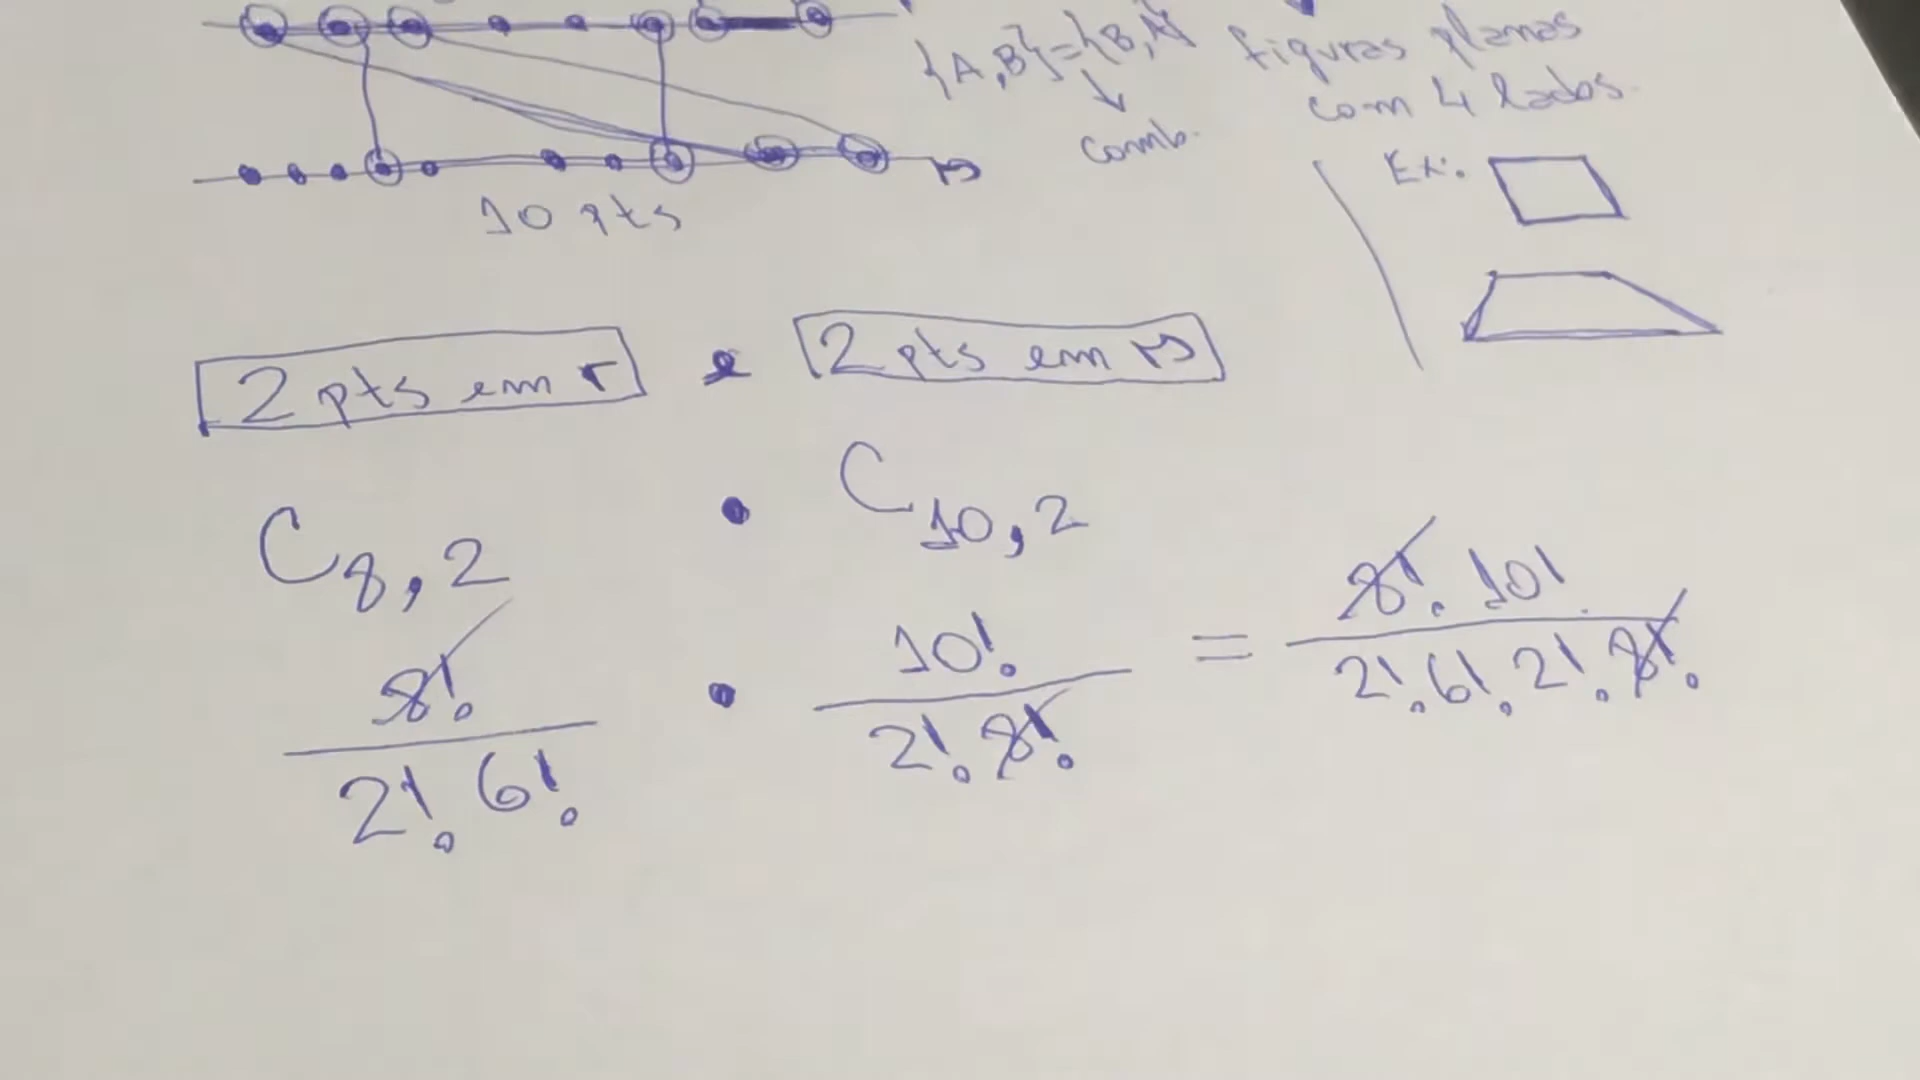 {A,B}={B,A}
↓
comb.
figuras planas
com 4 lados.
Ex:
s
10 pts
2 pts em r e 2 pts em s
C8,2 • C10,2
8!/2!.6! • 10!/2!.8! = 8!.10!/2!.6!.2!.8!